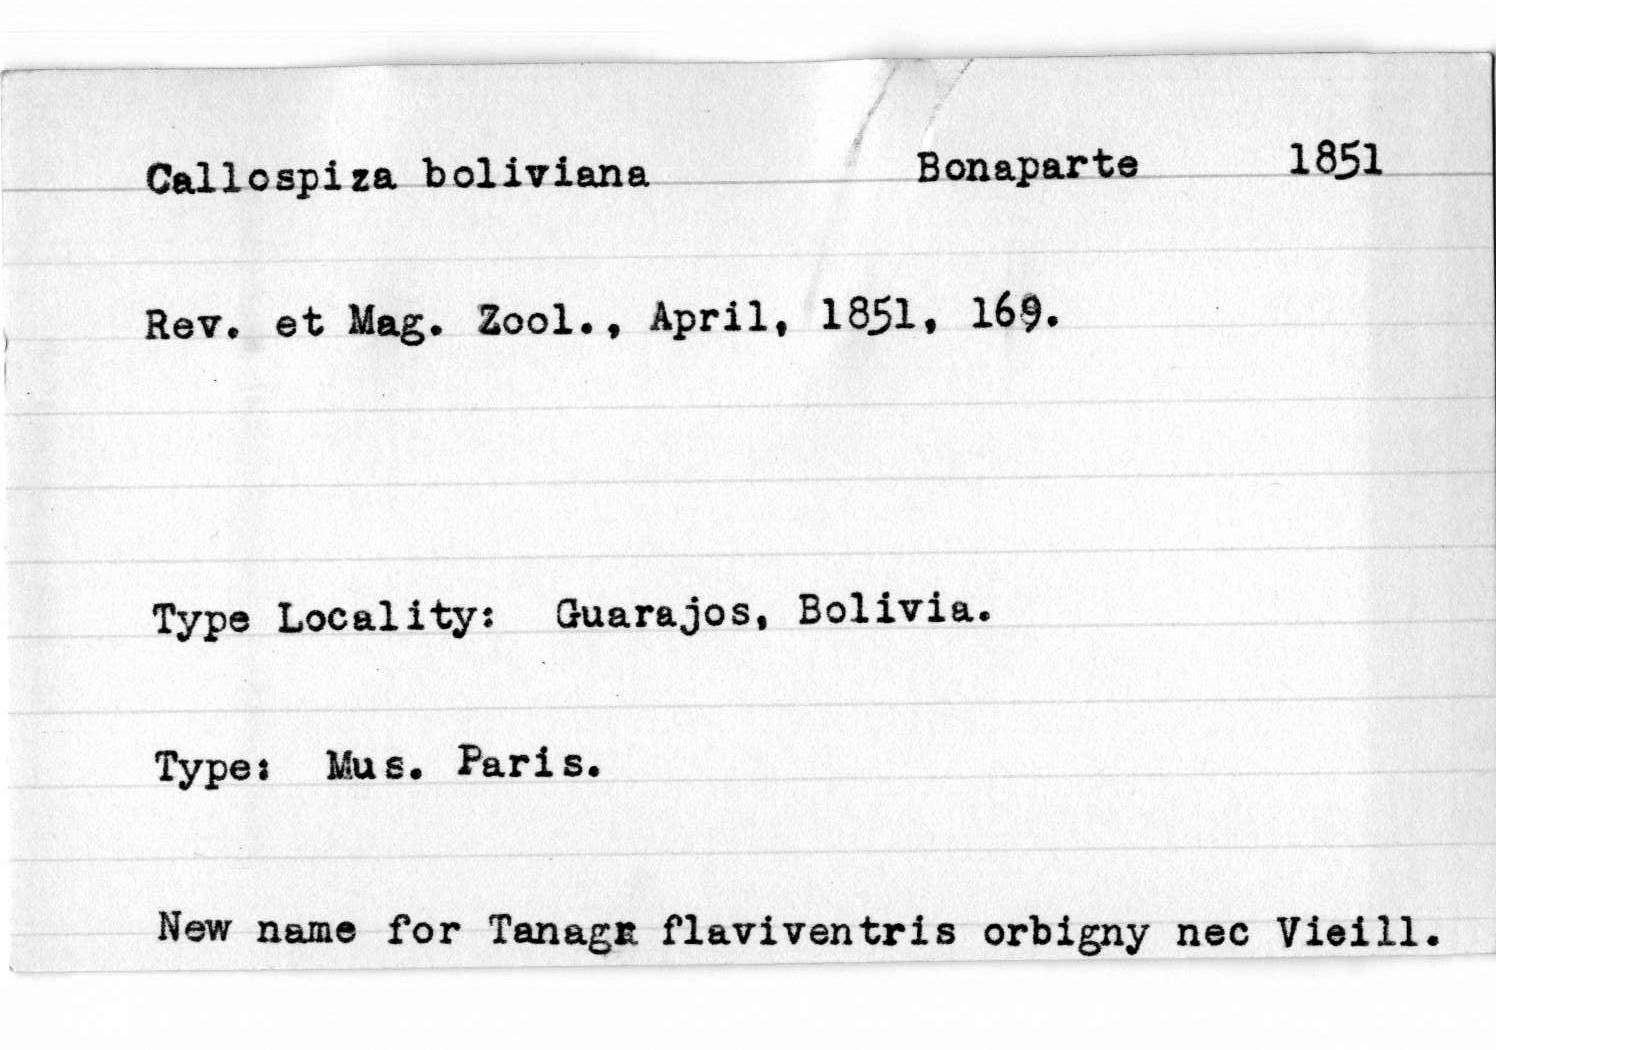 Callospiza boliviana Bonaparte 1851
Rev. et Mag. Zool., April, 1851, 169.
Type Locality: Guarajos, Bolivia.
Type: Mus. Paris.
New name for flaviventris orbigny nec Vieill.